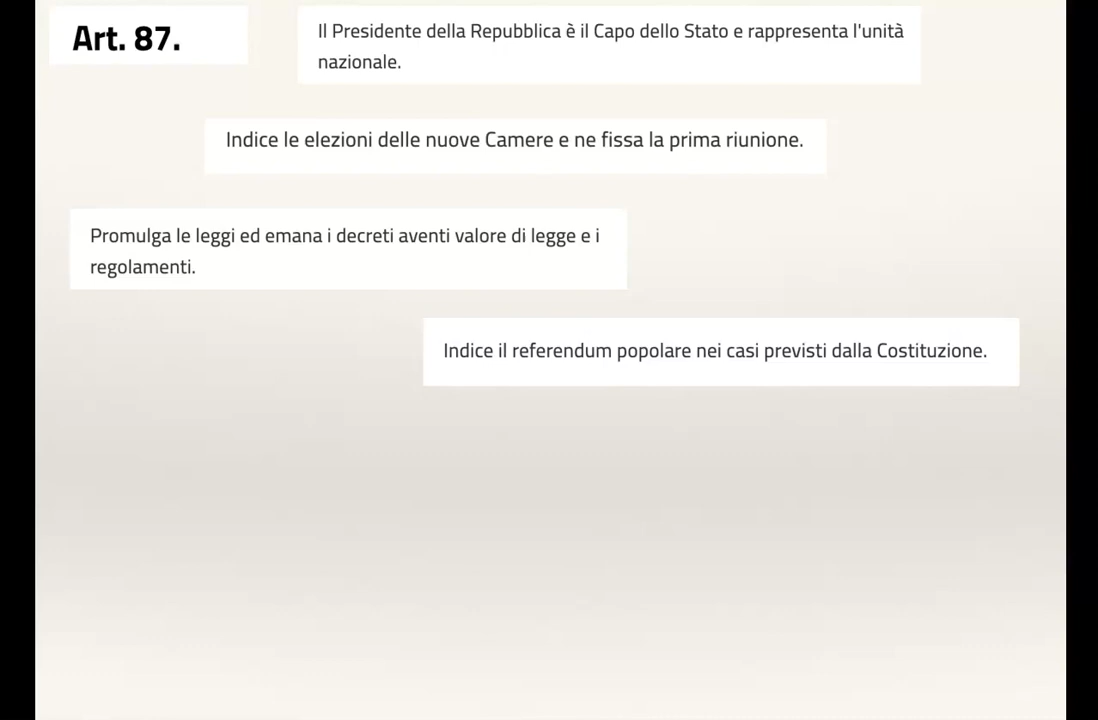 Art. 87.
Il Presidente della Repubblica è il Capo dello Stato e rappresenta l'unità
nazionale.
Indice le elezioni delle nuove Camere e ne fissa la prima riunione.
Promulga le leggi ed emana i decreti aventi valore di legge e i
regolamenti.
Indice il referendum popolare nei casi previsti dalla Costituzione.